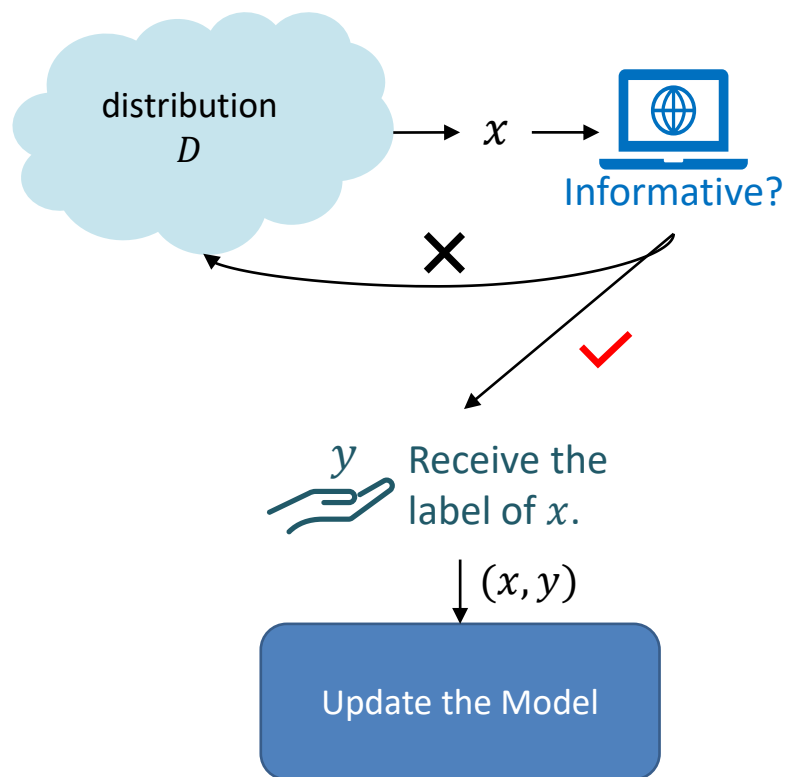 distribution
D
x
Informative?
y
Receive the
label of x.
(x, y)
Update the Model